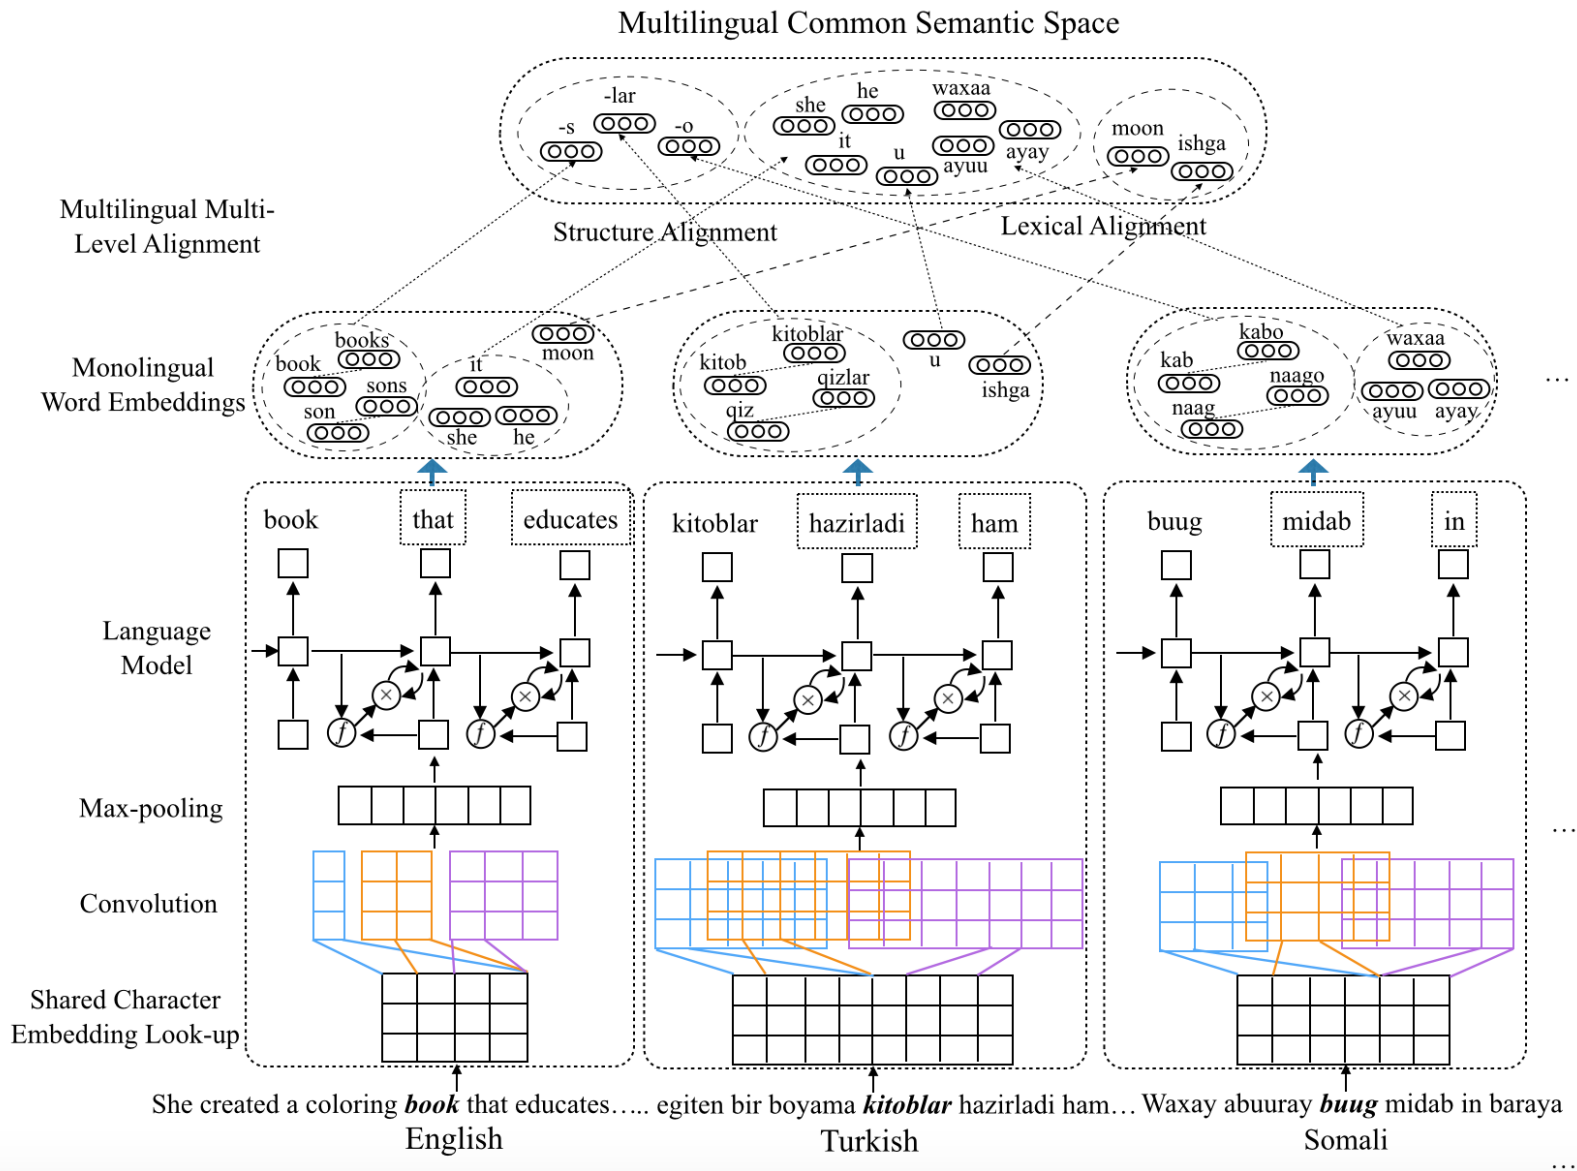 Multilingual Common Semantic Space
-lar
-s
-o
she
he
waxaa
it
u
ayuu
ayay
moon
ishga
Multilingual Multi-
Level Alignment
Structure Alignment
Lexical Alignment
Monolingual
Word Embeddings
book
books
son
sons
it
she
he
moon
kitob
kitoblar
qiz
qizlar
u
ishga
kab
kabo
naag
naago
waxaa
ayuu
ayay
...
book
that
educates
kitoblar
hazirladi
ham
buug
midab
in
Language
Model
f
×
f
×
f
×
f
×
f
×
f
×
Max-pooling
...
Convolution
Shared Character
Embedding Look-up
She created a coloring book that educates…..
egiten bir boyama kitoblar hazirladi ham…
Waxay abuuray buug midab in baraya
English
Turkish
Somali
...